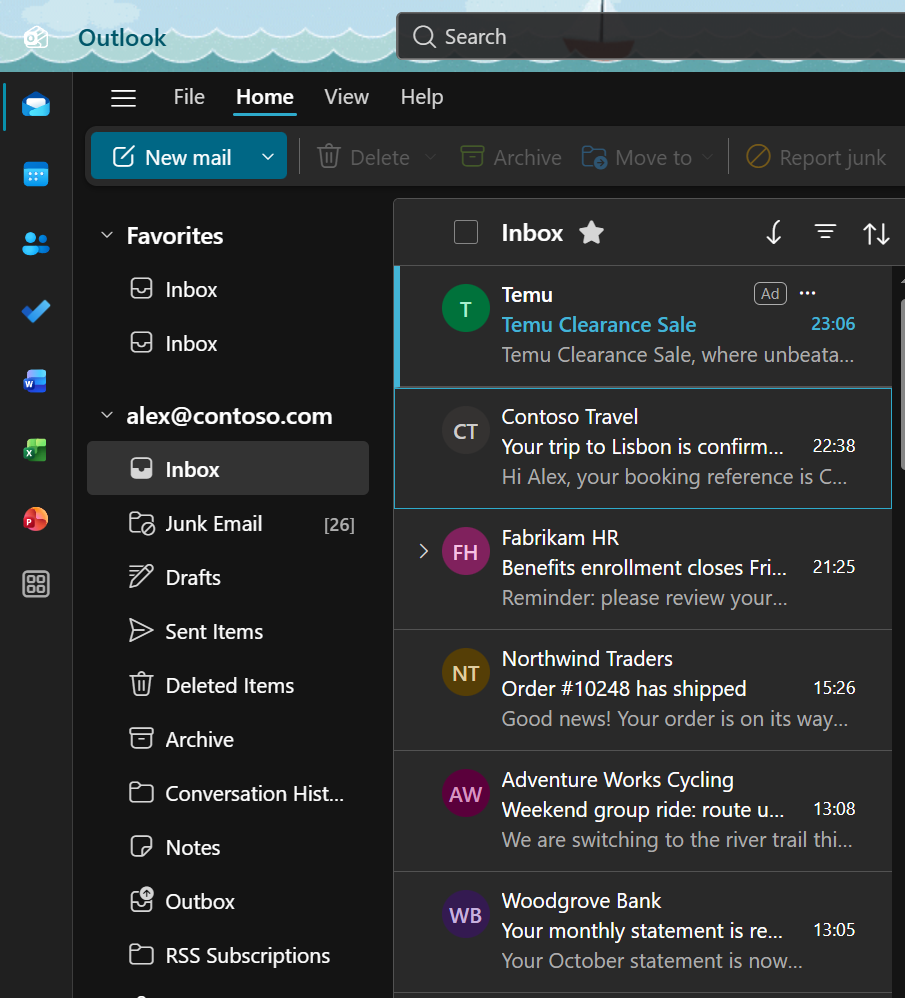 Outlook
Search
File Home View Help
New mail Delete Archive Move to Report junk
Favorites
Inbox
Inbox
alex@contoso.com
Inbox
Junk Email [26]
Drafts
Sent Items
Deleted Items
Archive
Conversation Hist...
Notes
Outbox
RSS Subscriptions
Inbox
T
Temu Ad
Temu Clearance Sale 23:06
Temu Clearance Sale, where unbeata...
CT
Contoso Travel
Your trip to Lisbon is confirm... 22:38
Hi Alex, your booking reference is C...
FH
Fabrikam HR
Benefits enrollment closes Fri... 21:25
Reminder: please review your...
NT
Northwind Traders
Order #10248 has shipped 15:26
Good news! Your order is on its way...
AW
Adventure Works Cycling
Weekend group ride: route u... 13:08
We are switching to the river trail thi...
WB
Woodgrove Bank
Your monthly statement is re... 13:05
Your October statement is now...